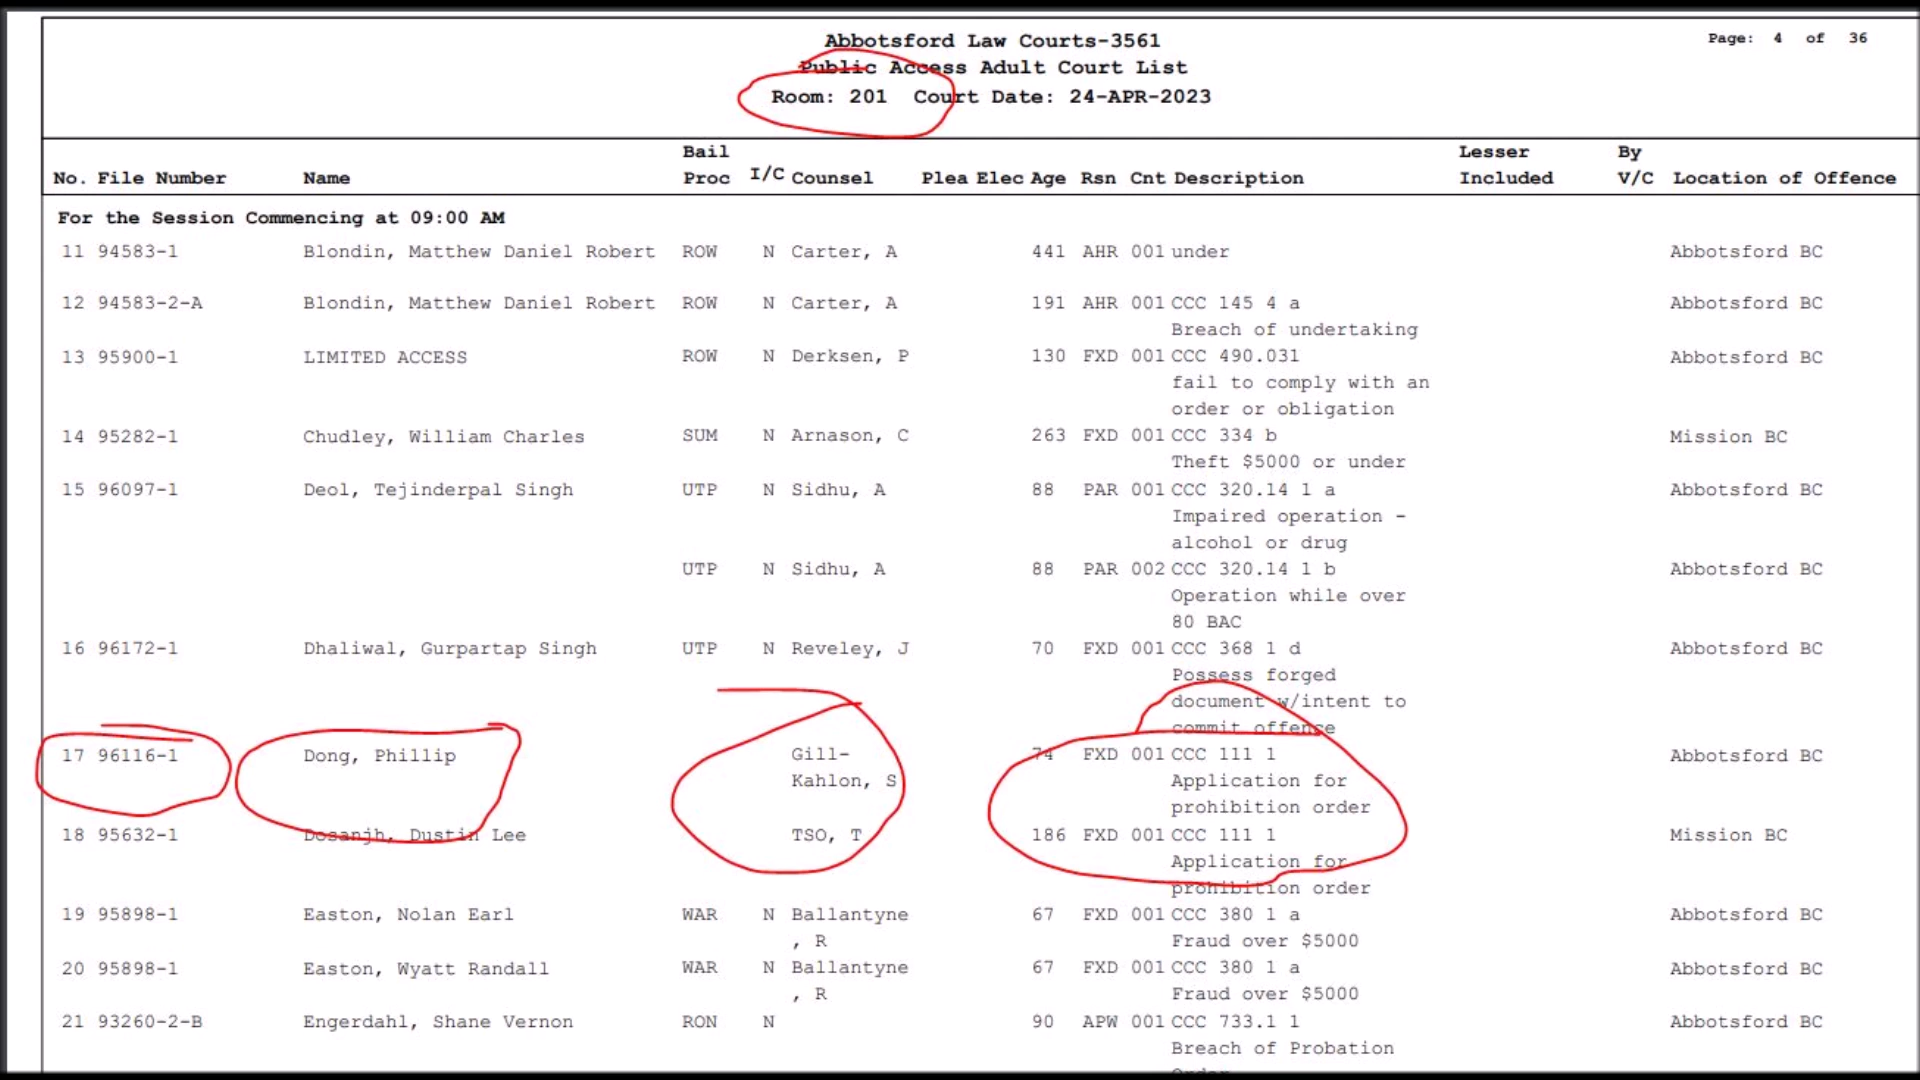 Abbotsford Law Courts-3561
Page: 4 of 36
Public Access Adult Court List
Room: 201 Court Date: 24-APR-2023
Bail Lesser By
No. File Number Name Proc I/C Counsel Plea Elec Age Rsn Cnt Description Included V/C Location of Offence
For the Session Commencing at 09:00 AM
11 94583-1 Blondin, Matthew Daniel Robert ROW N Carter, A 441 AHR 001 under Abbotsford BC
12 94583-2-A Blondin, Matthew Daniel Robert ROW N Carter, A 191 AHR 001 CCC 145 4 a Abbotsford BC
Breach of undertaking
13 95900-1 LIMITED ACCESS ROW N Derksen, P 130 FXD 001 CCC 490.031 Abbotsford BC
fail to comply with an
order or obligation
14 95282-1 Chudley, William Charles SUM N Arnason, C 263 FXD 001 CCC 334 b Mission BC
Theft $5000 or under
15 96097-1 Deol, Tejinderpal Singh UTP N Sidhu, A 88 PAR 001 CCC 320.14 1 a Abbotsford BC
Impaired operation -
alcohol or drug
UTP N Sidhu, A 88 PAR 002 CCC 320.14 1 b Abbotsford BC
Operation while over
80 BAC
16 96172-1 Dhaliwal, Gurpartap Singh UTP N Reveley, J 70 FXD 001 CCC 368 1 d Abbotsford BC
Possess forged
document w/intent to
commit offence
17 96116-1 Dong, Phillip Gill- 74 FXD 001 CCC 111 1 Abbotsford BC
Kahlon, S Application for
prohibition order
18 95632-1 Dosanjh, Dustin Lee TSO, T 186 FXD 001 CCC 111 1 Mission BC
Application for
prohibition order
19 95898-1 Easton, Nolan Earl WAR N Ballantyne 67 FXD 001 CCC 380 1 a Abbotsford BC
, R Fraud over $5000
20 95898-1 Easton, Wyatt Randall WAR N Ballantyne 67 FXD 001 CCC 380 1 a Abbotsford BC
, R Fraud over $5000
21 93260-2-B Engerdahl, Shane Vernon RON N 90 APW 001 CCC 733.1 1 Abbotsford BC
Breach of Probation